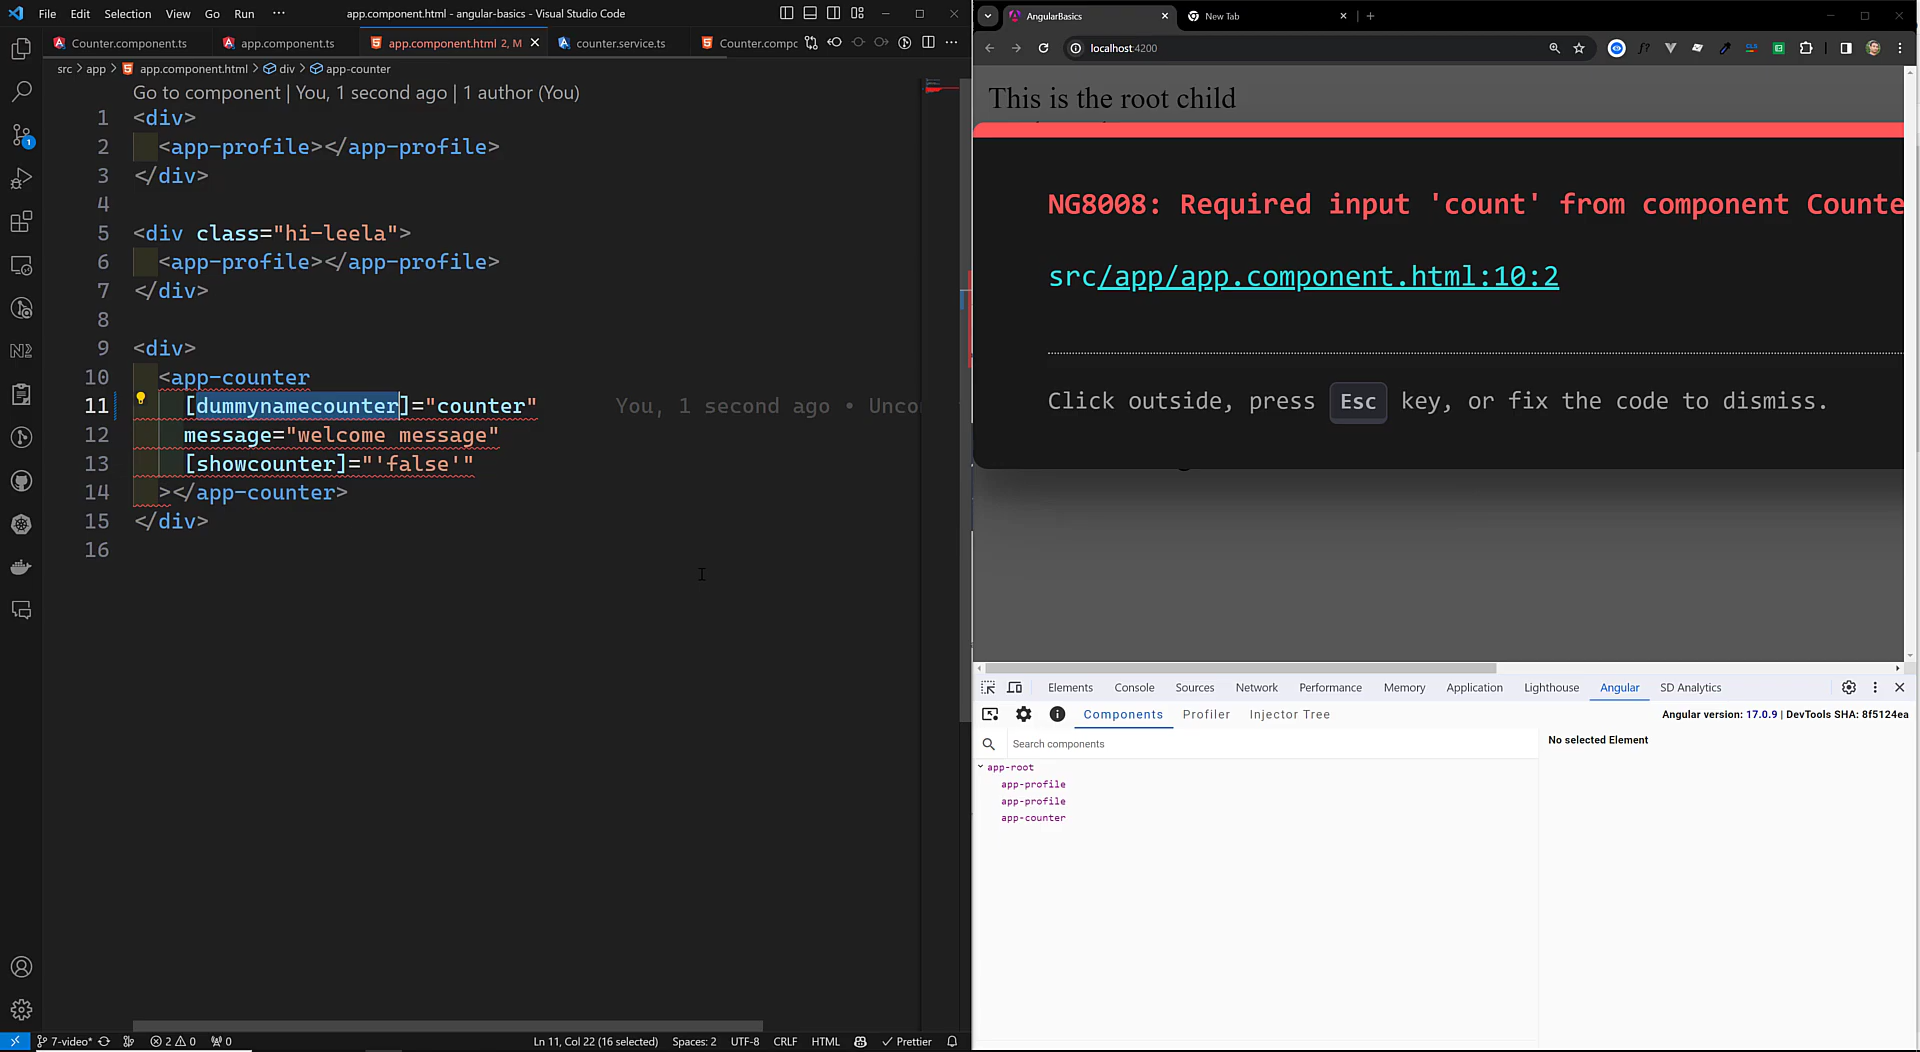 File Edit Selection View Go Run ··· app.component.html - angular-basics - Visual Studio Code
Counter.component.ts app.component.ts app.component.html 2, M counter.service.ts Counter.compc
src > app > app.component.html > div > app-counter
Go to component | You, 1 second ago | 1 author (You)
1 <div>
2 <app-profile></app-profile>
3 </div>
4
5 <div class="hi-leela">
6 <app-profile></app-profile>
7 </div>
8
9 <div>
10 <app-counter
11 [dummynamecounter]="counter" You, 1 second ago • Unco
12 message="welcome message"
13 [showcounter]="'false'"
14 ></app-counter>
15 </div>
16
7-video* 2 0 0 Ln 11, Col 22 (16 selected) Spaces: 2 UTF-8 CRLF HTML Prettier
AngularBasics New Tab
localhost:4200
This is the root child
NG8008: Required input 'count' from component Counte
src/app/app.component.html:10:2
Click outside, press Esc key, or fix the code to dismiss.
Elements Console Sources Network Performance Memory Application Lighthouse Angular SD Analytics
Components Profiler Injector Tree Angular version: 17.0.9 | DevTools SHA: 8f5124ea
Search components No selected Element
app-root
app-profile
app-profile
app-counter